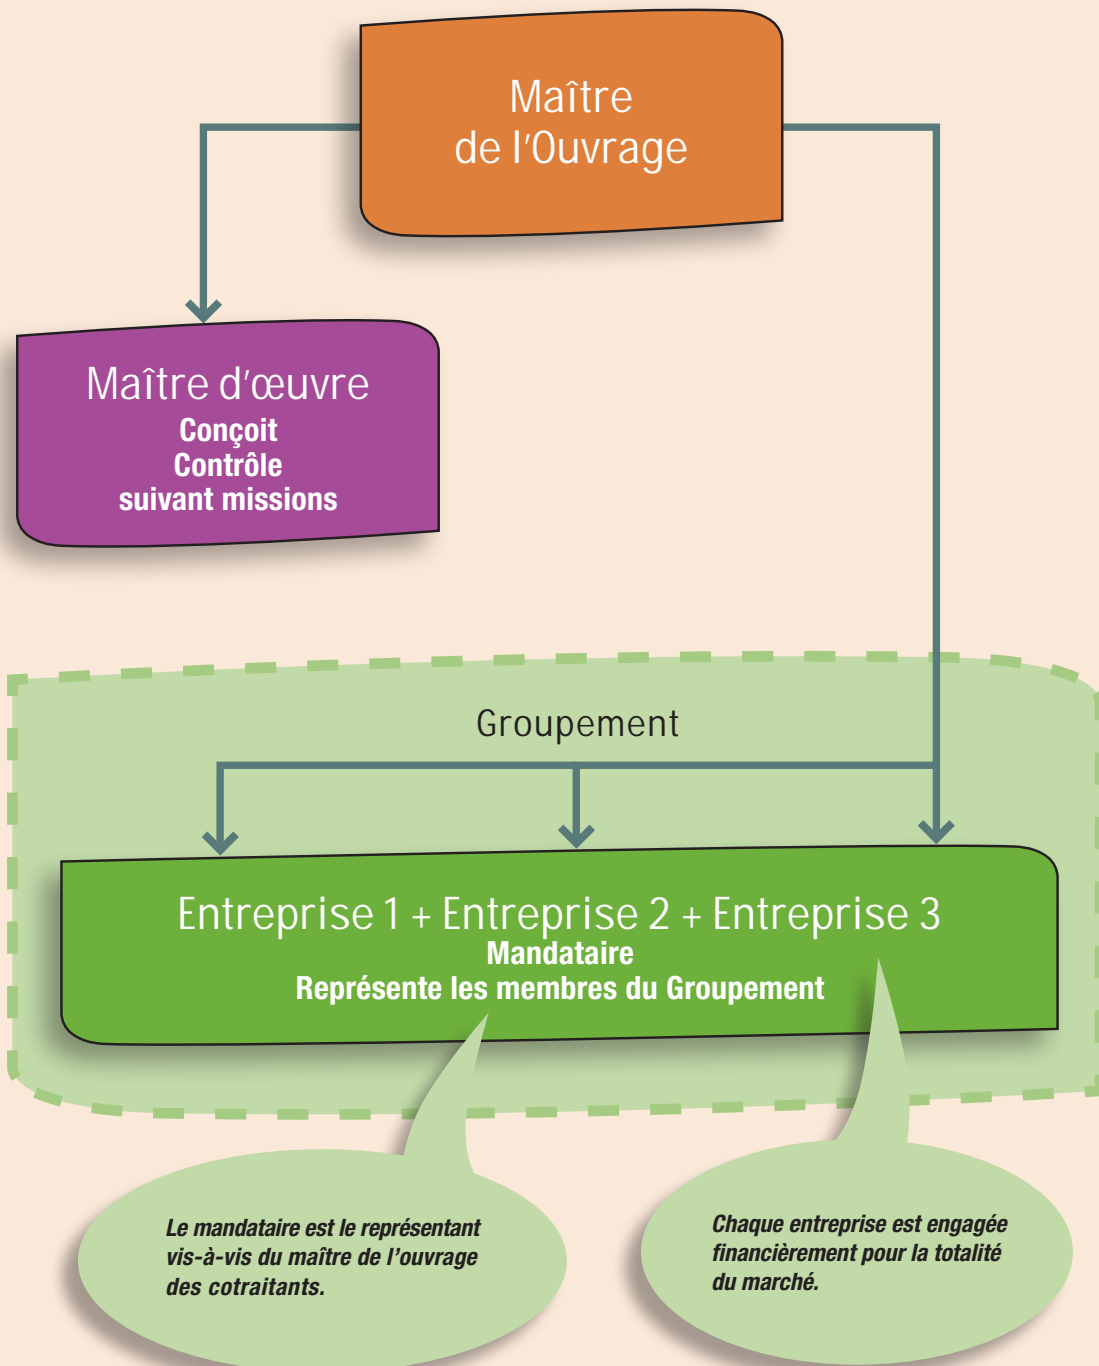 Maître
de l'Ouvrage
Maître d'œuvre
Conçoit
Contrôle
suivant missions
Groupement
Entreprise 1 + Entreprise 2 + Entreprise 3
Mandataire
Représente les membres du Groupement
Le mandataire est le représentant
vis-à-vis du maître de l’ouvrage
des cotraitants.
Chaque entreprise est engagée
financièrement pour la totalité
du marché.